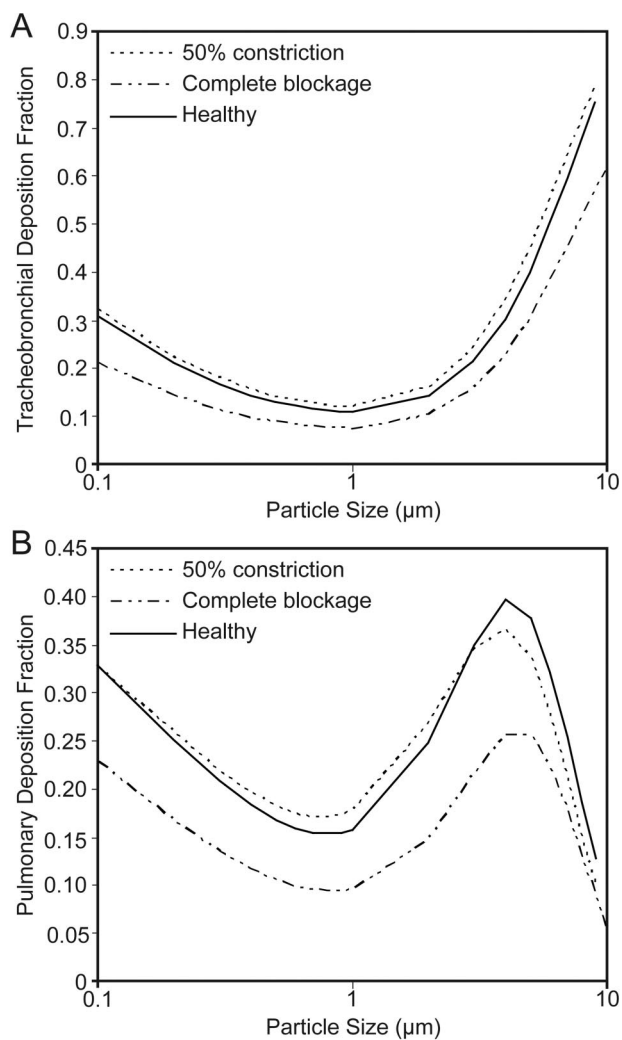 A
Tracheobronchial Deposition Fraction
0.9
0.8
0.7
0.6
0.5
0.4
0.3
0.2
0.1
0
50% constriction
Complete blockage
Healthy
0.1
1
10
Particle Size (μm)
B
Pulmonary Deposition Fraction
0.45
0.40
0.35
0.30
0.25
0.20
0.15
0.10
0.05
0
50% constriction
Complete blockage
Healthy
0.1
1
10
Particle Size (μm)